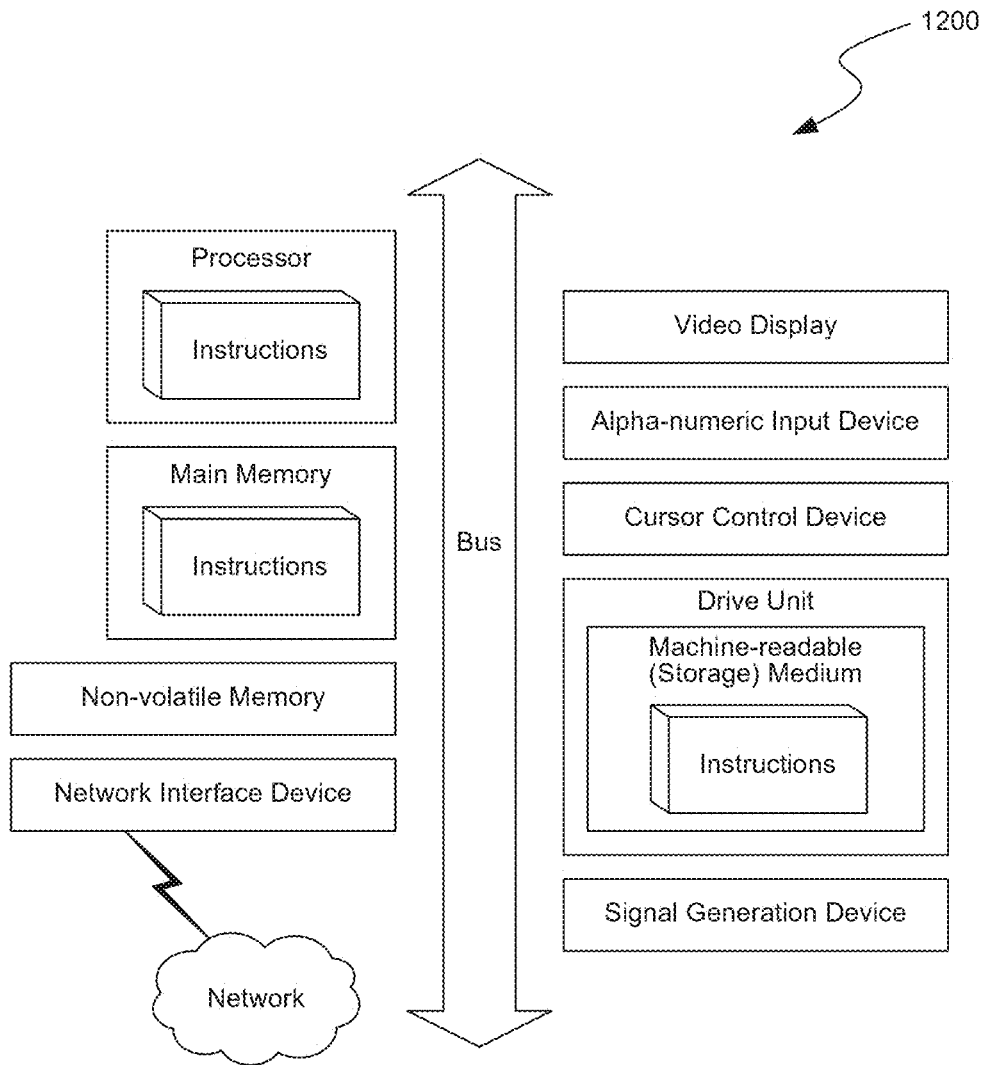 1200
Processor
Instructions
Main Memory
Instructions
Non-volatile Memory
Network Interface Device
Network
Bus
Video Display
Alpha-numeric Input Device
Cursor Control Device
Drive Unit
Machine-readable
(Storage) Medium
Instructions
Signal Generation Device